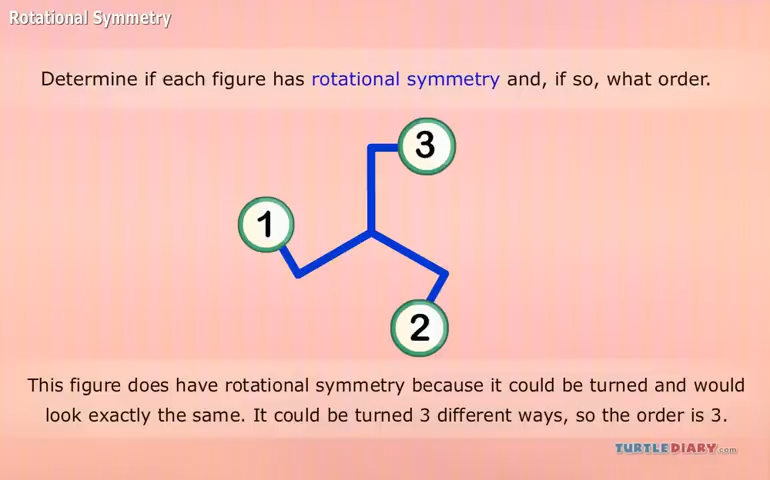 Rotational Symmetry
Determine if each figure has rotational symmetry and, if so, what order.
3
1
2
This figure does have rotational symmetry because it could be turned and would
look exactly the same. It could be turned 3 different ways, so the order is 3.
TURTLEDIARY.com